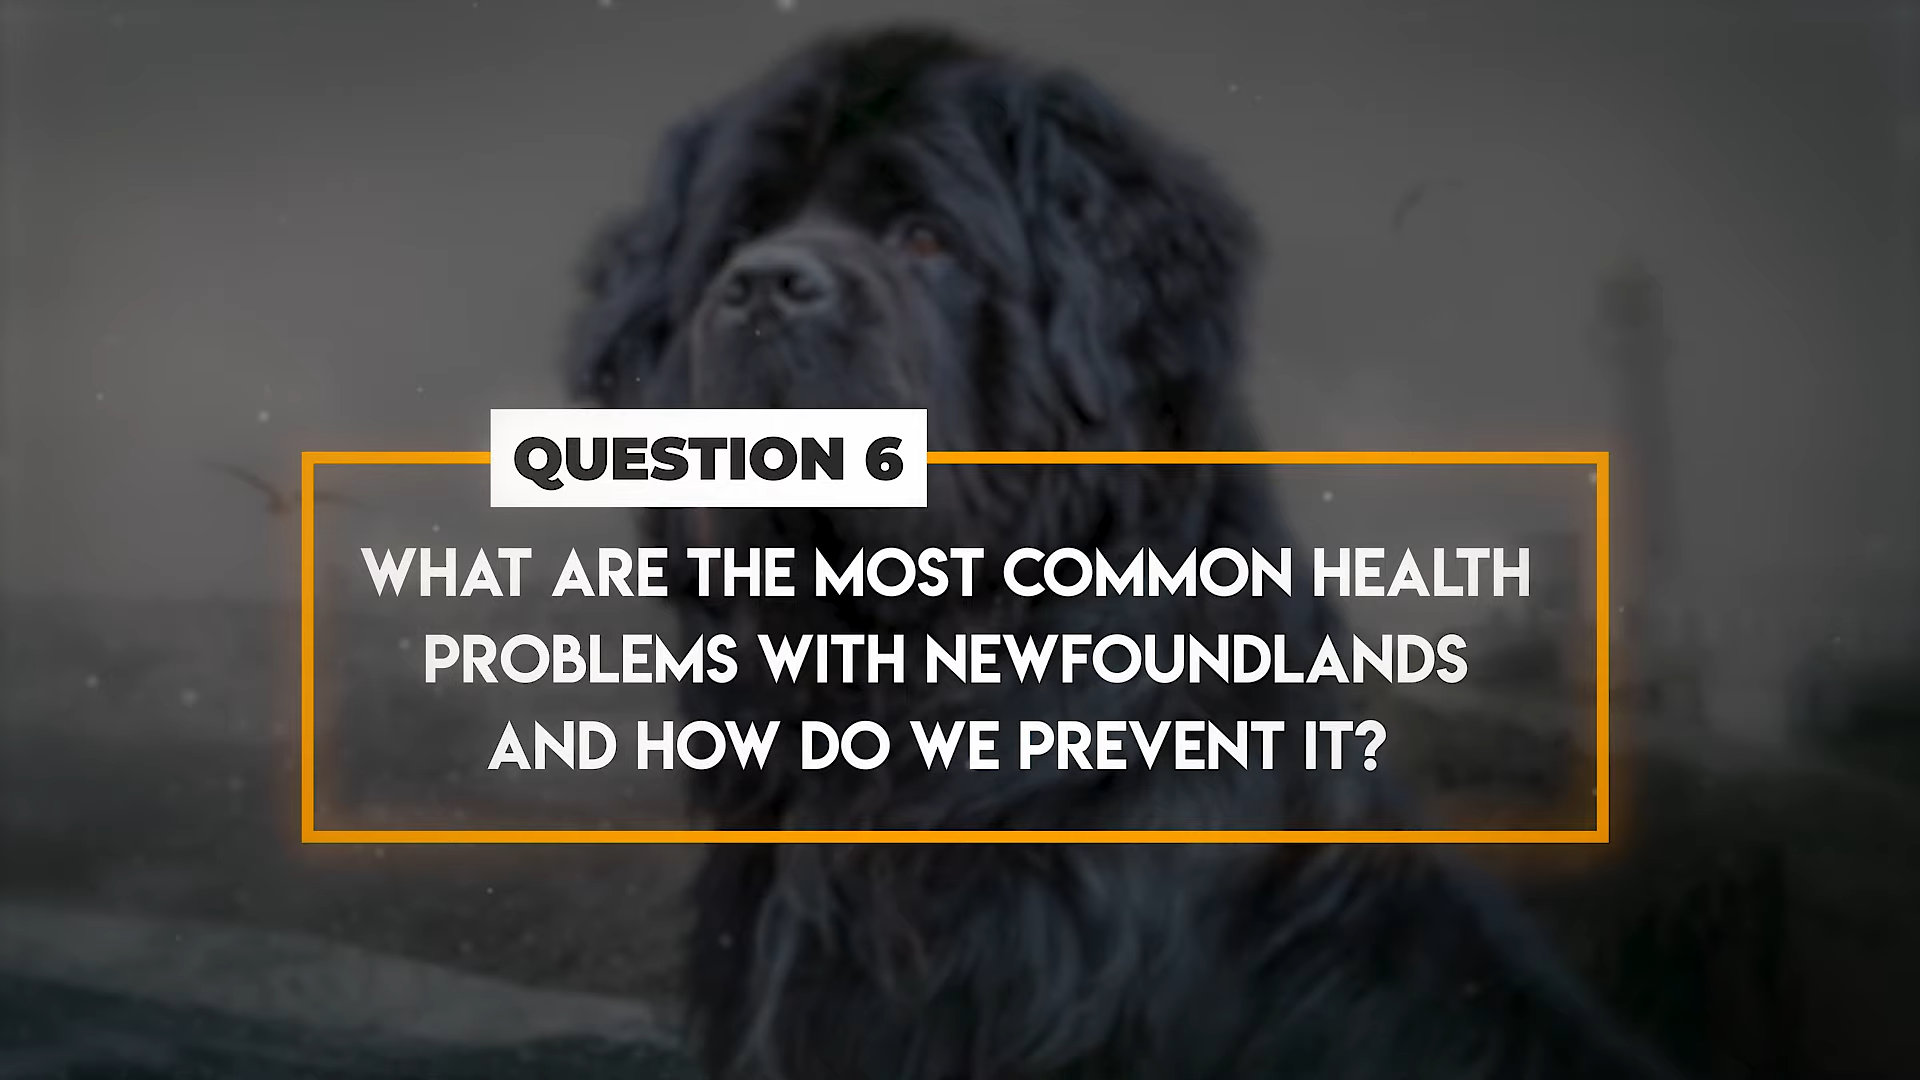 QUESTION 6
WHAT ARE THE MOST COMMON HEALTH
PROBLEMS WITH NEWFOUNDLANDS
AND HOW DO WE PREVENT IT?